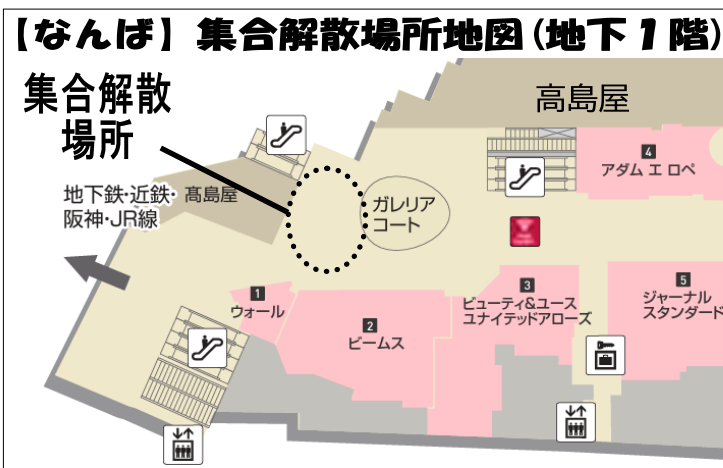 【なんば】集合解散場所地図(地下１階)
集合解散
場所
高島屋
4
アダム エ ロペ
地下鉄・近鉄・
阪神・JR線
髙島屋
ガレリア
コート
1
ウォール
2
ビームス
3
ビューティ&ユース
ユナイテッドアローズ
5
ジャーナル
スタンダード